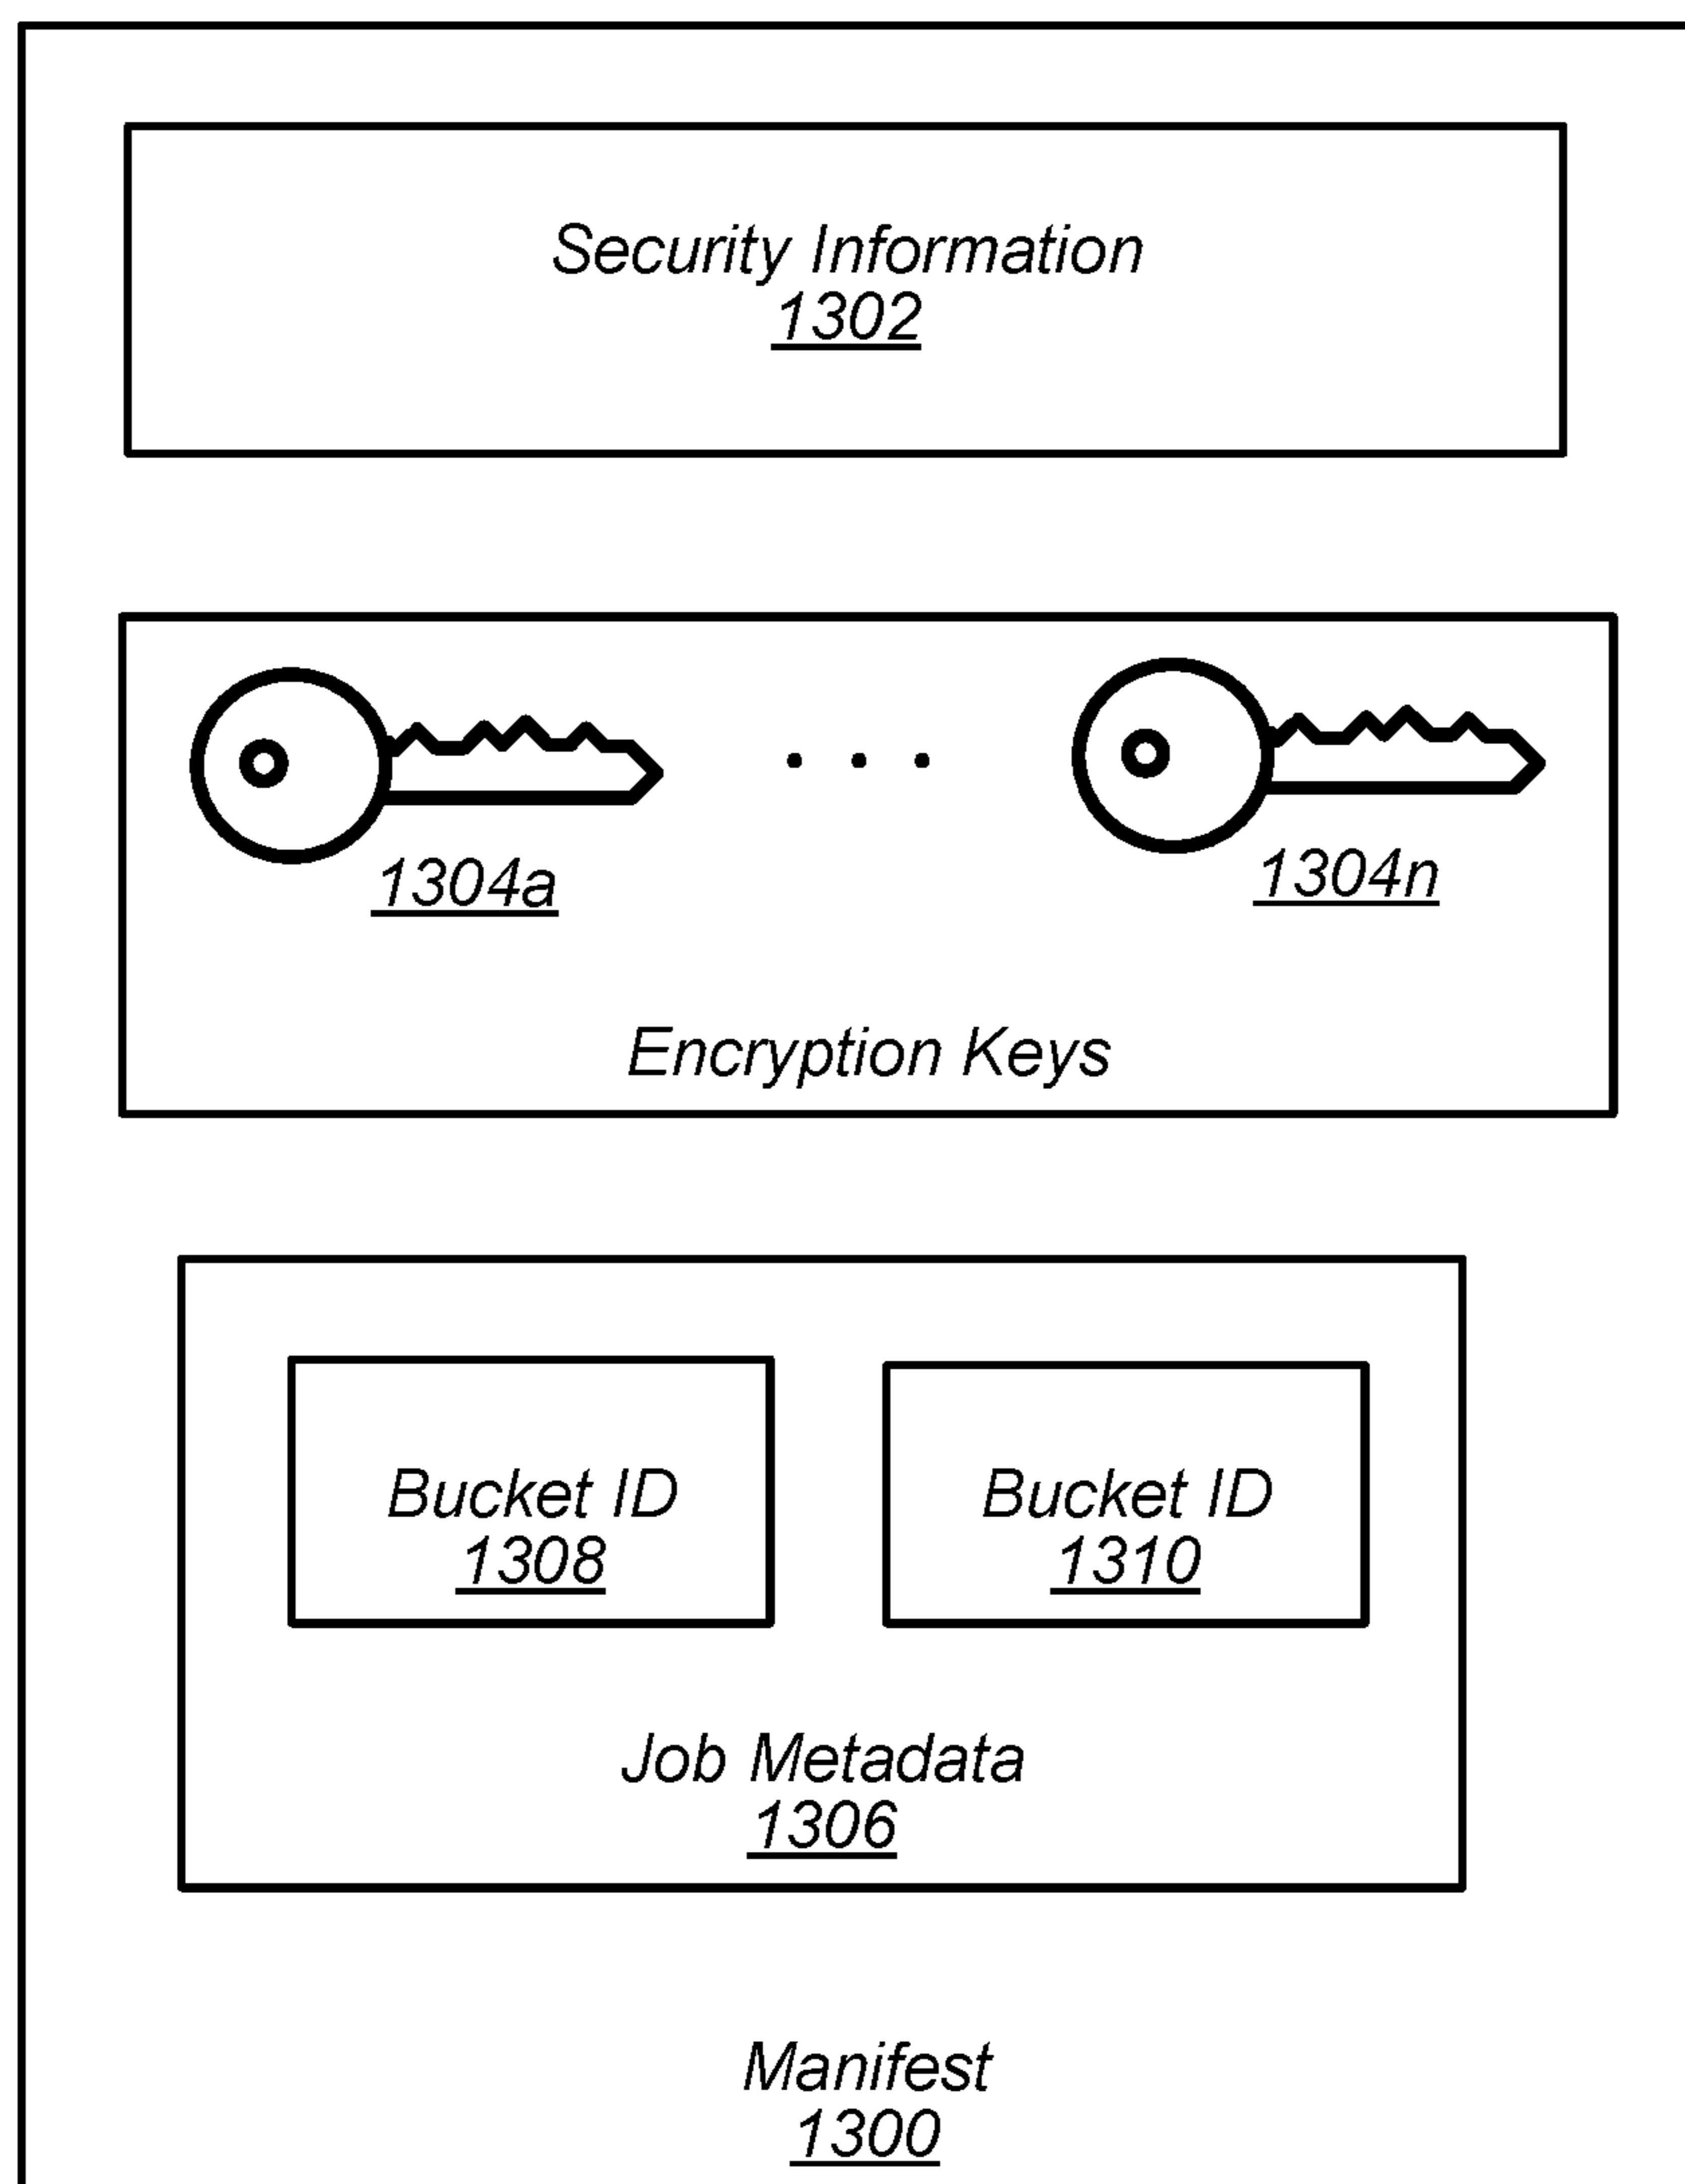 Security Information
1302
1304a
1304n
Encryption Keys
Bucket ID
1308
Bucket ID
1310
Job Metadata
1306
Manifest
1300